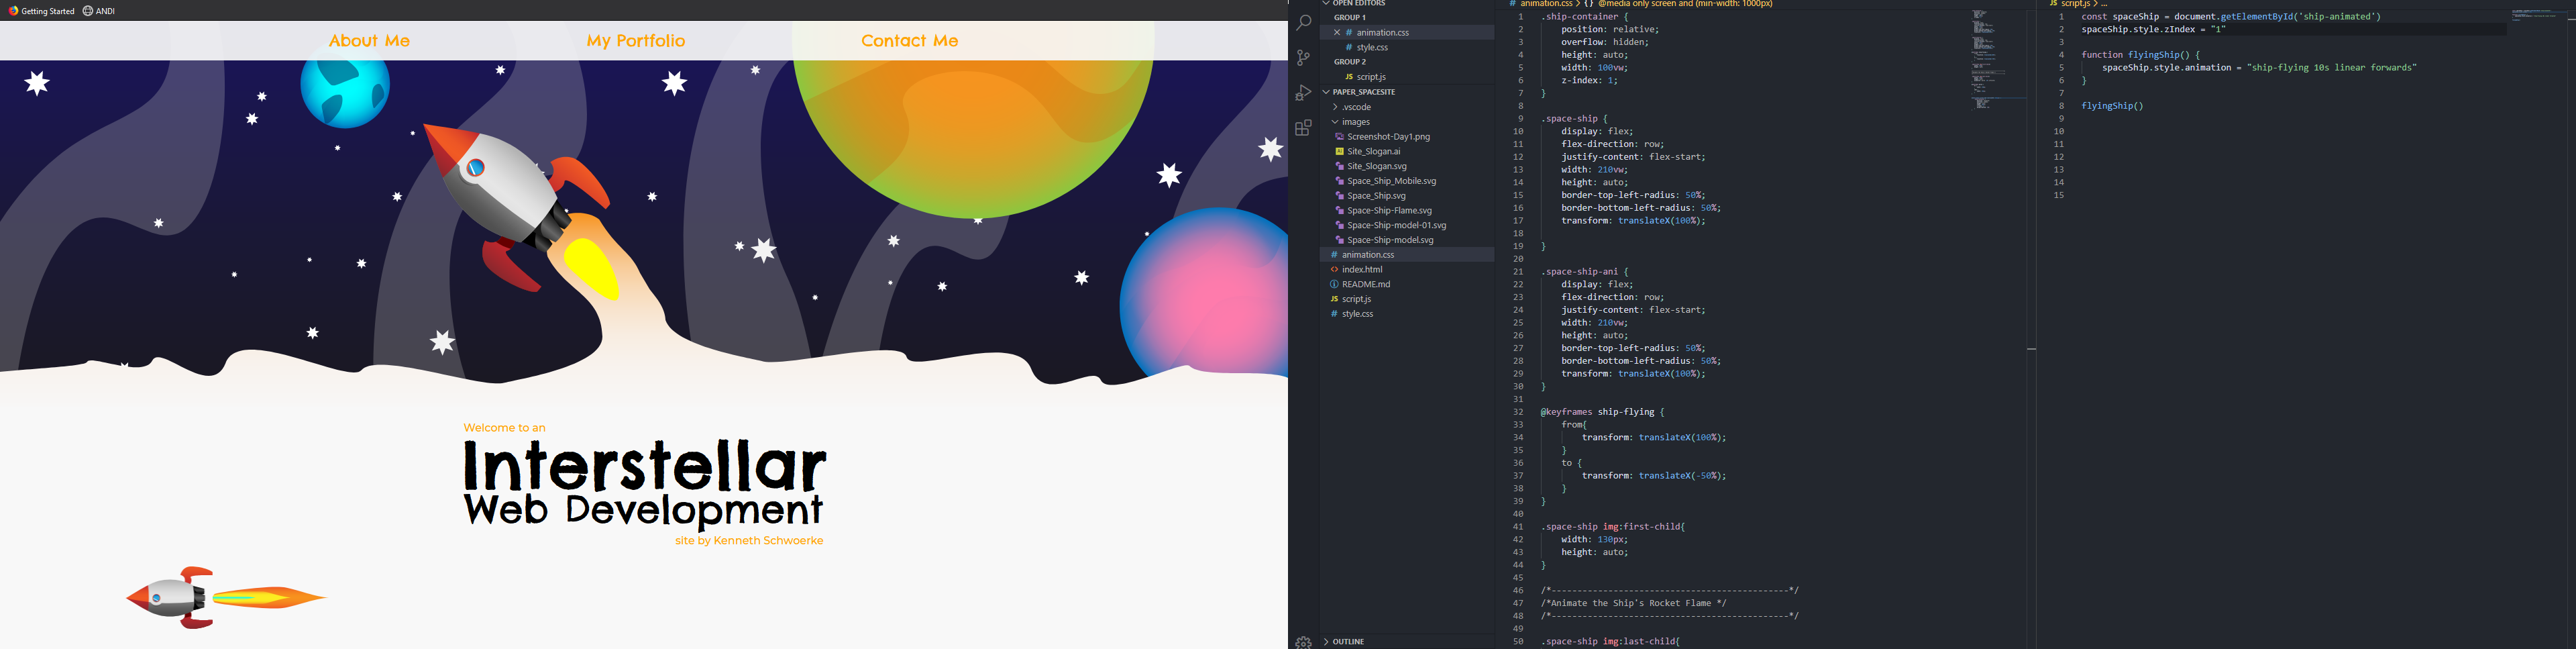 Getting Started ANDI
About Me My Portfolio Contact Me
Welcome to an
Interstellar
Web Development
site by Kenneth Schwoerke
OPEN EDITORS
GROUP 1
animation.css
style.css
GROUP 2
script.js
PAPER_SPACESITE
.vscode
images
Screenshot-Day1.png
Site_Slogan.ai
Site_Slogan.svg
Space_Ship_Mobile.svg
Space_Ship.svg
Space-Ship-Flame.svg
Space-Ship-model-01.svg
Space-Ship-model.svg
animation.css
index.html
README.md
script.js
style.css
OUTLINE
animation.css > {} @media only screen and (min-width: 1000px)
1 .ship-container {
2 position: relative;
3 overflow: hidden;
4 height: auto;
5 width: 100vw;
6 z-index: 1;
7 }
8
9 .space-ship {
10 display: flex;
11 flex-direction: row;
12 justify-content: flex-start;
13 width: 210vw;
14 height: auto;
15 border-top-left-radius: 50%;
16 border-bottom-left-radius: 50%;
17 transform: translateX(100%);
18
19 }
20
21 .space-ship-ani {
22 display: flex;
23 flex-direction: row;
24 justify-content: flex-start;
25 width: 210vw;
26 height: auto;
27 border-top-left-radius: 50%;
28 border-bottom-left-radius: 50%;
29 transform: translateX(100%);
30 }
31
32 @keyframes ship-flying {
33 from{
34 transform: translateX(100%);
35 }
36 to {
37 transform: translateX(-50%);
38 }
39 }
40
41 .space-ship img:first-child{
42 width: 130px;
43 height: auto;
44 }
45
46 /*---------------------------------------------*/
47 /*Animate the Ship's Rocket Flame */
48 /*---------------------------------------------*/
49
50 .space-ship img:last-child{
JS script.js > ...
1 const spaceShip = document.getElementById('ship-animated')
2 spaceShip.style.zIndex = "1"
3
4 function flyingShip() {
5 spaceShip.style.animation = "ship-flying 10s linear forwards"
6 }
7
8 flyingShip()
9
10
11
12
13
14
15